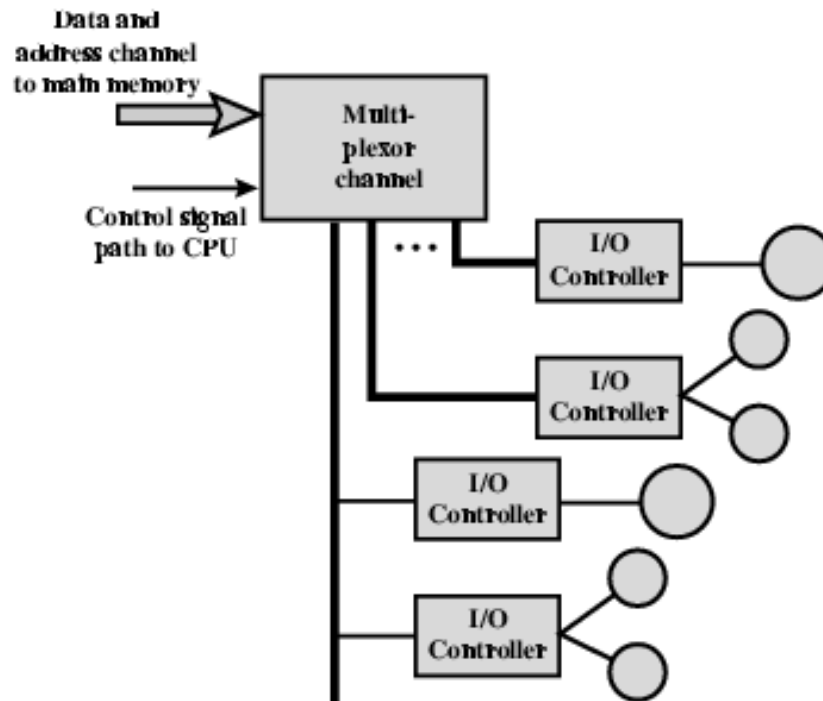 Data and
address channel
to main memory
Multi-
plexor
channel
Control signal
path to CPU
...
I/O
Controller
I/O
Controller
I/O
Controller
I/O
Controller